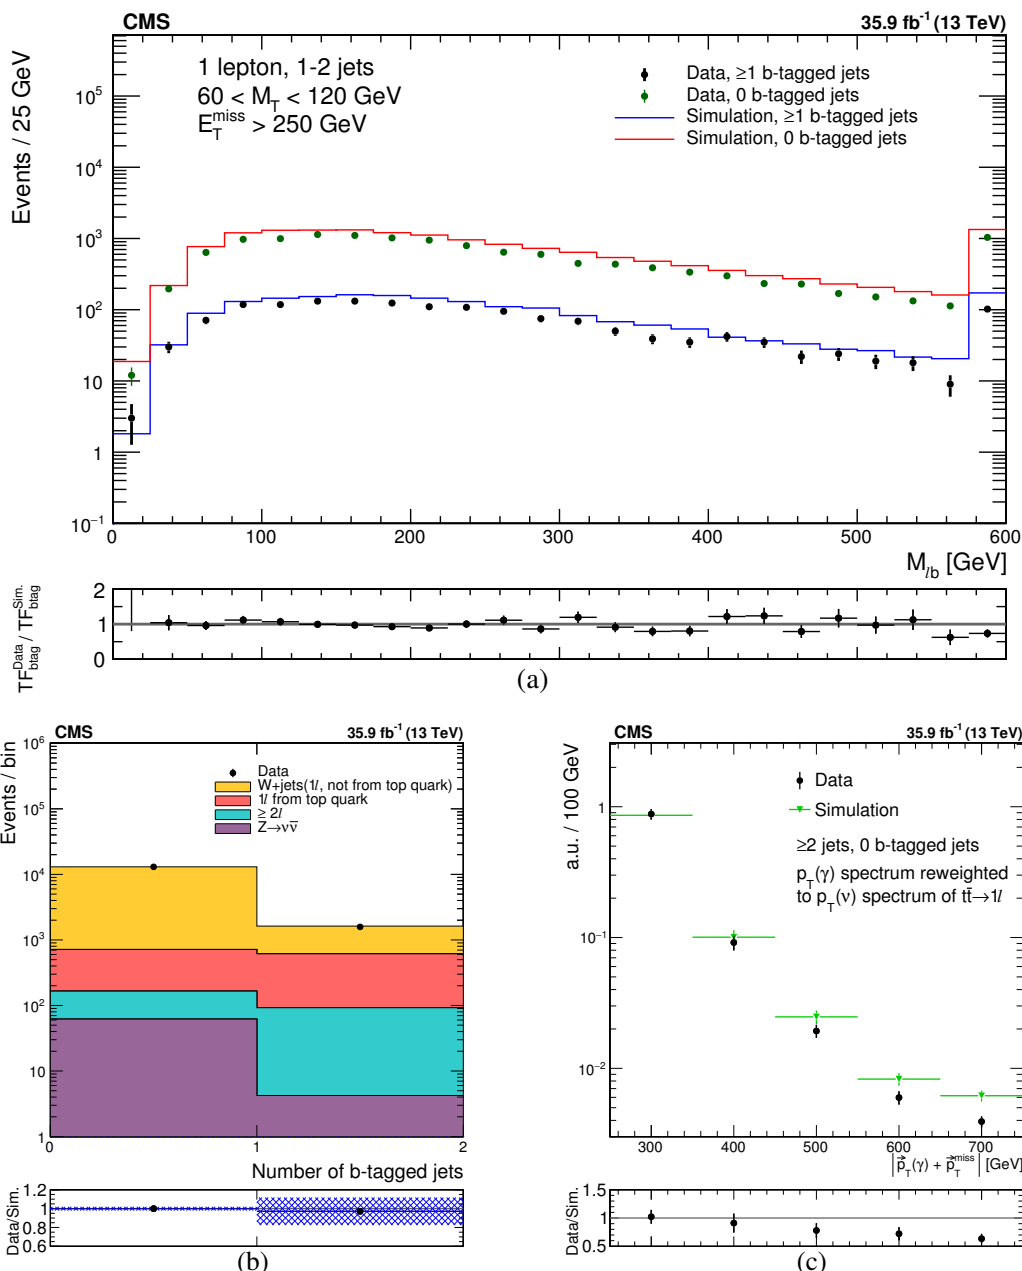 CMS 35.9 fb⁻¹ (13 TeV)
Events / 25 GeV
1 lepton, 1-2 jets
60 < M_T < 120 GeV
E_T^miss > 250 GeV
Data, ≥1 b-tagged jets
Data, 0 b-tagged jets
Simulation, ≥1 b-tagged jets
Simulation, 0 b-tagged jets
10⁵
10⁴
10³
10²
10
1
10⁻¹
0 100 200 300 400 500 600
M_lb [GeV]
TF_btag^Data / TF_btag^Sim.
2
1
0
(a)
CMS 35.9 fb⁻¹ (13 TeV)
Events / bin
10⁶
10⁵
10⁴
10³
10²
10
1
Data
W+jets(1l, not from top quark)
1l from top quark
≥ 2l
Z→νν̄
0 1 2
Number of b-tagged jets
Data/Sim.
1.2
1
0.8
0.6
(b)
CMS 35.9 fb⁻¹ (13 TeV)
a.u. / 100 GeV
1
10⁻¹
10⁻²
Data
Simulation
≥2 jets, 0 b-tagged jets
p_T(γ) spectrum reweighted
to p_T(ν) spectrum of tt̄→1l
300 400 500 600 700
|p⃗_T(γ) + p⃗_T^miss| [GeV]
Data/Sim.
1.5
1
0.5
(c)